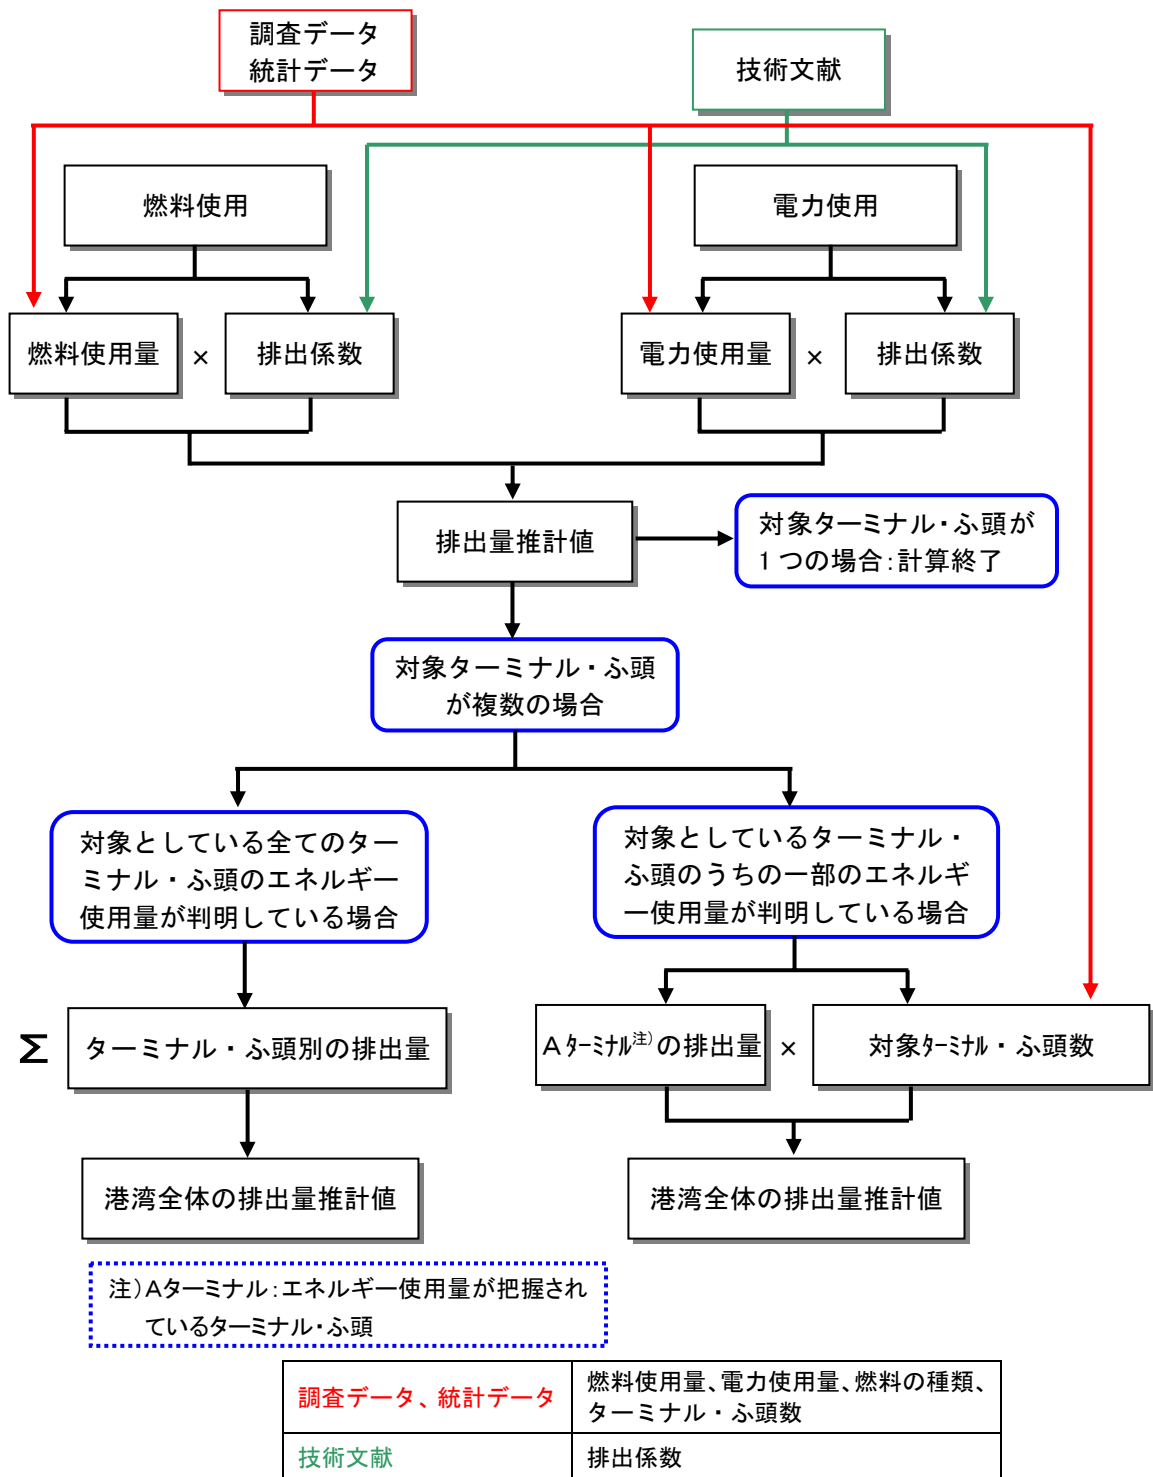 調査データ
統計データ
技術文献
燃料使用
電力使用
燃料使用量
×
排出係数
電力使用量
×
排出係数
排出量推計値
対象ターミナル・ふ頭が
1つの場合:計算終了
対象ターミナル・ふ頭
が複数の場合
対象としている全てのター
ミナル・ふ頭のエネルギー
使用量が判明している場合
対象としているターミナル・
ふ頭のうちの一部のエネルギ
ー使用量が判明している場合
Σ
ターミナル・ふ頭別の排出量
Aターミナル注)の排出量
×
対象ターミナル・ふ頭数
港湾全体の排出量推計値
港湾全体の排出量推計値
注)Aターミナル:エネルギー使用量が把握され
ているターミナル・ふ頭
調査データ、統計データ
燃料使用量、電力使用量、燃料の種類、
ターミナル・ふ頭数
技術文献
排出係数